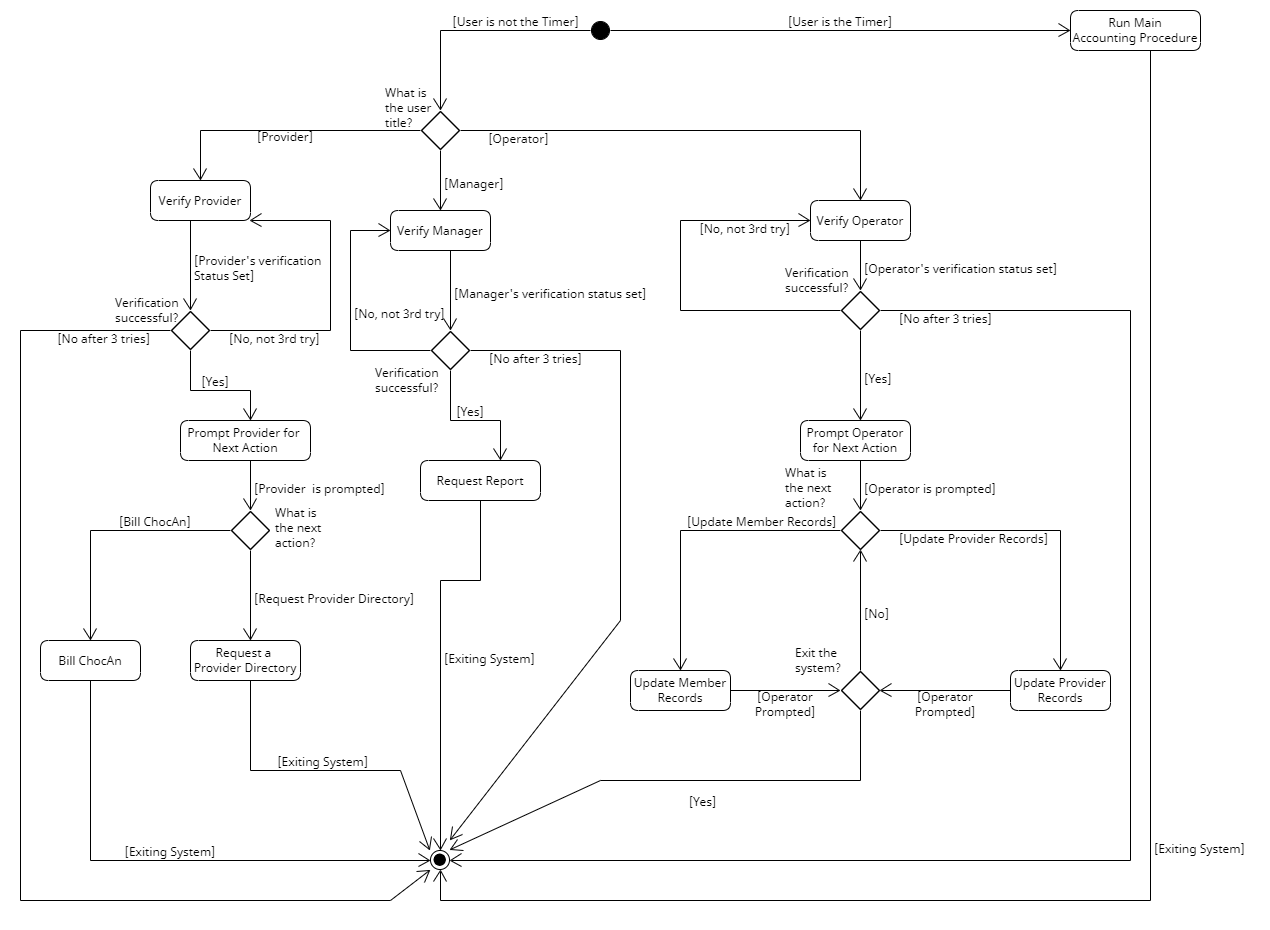 [User is not the Timer]
[User is the Timer]
Run Main
Accounting Procedure
What is
the user
title?
[Provider]
[Operator]
[Manager]
Verify Provider
Verify Manager
Verify Operator
[No, not 3rd try]
[Provider's verification
Status Set]
[Manager's verification status set]
[Operator's verification status set]
Verification
successful?
Verification
successful?
[No, not 3rd try]
[No after 3 tries]
[No after 3 tries]
[No, not 3rd try]
[No after 3 tries]
Verification
successful?
[Yes]
[Yes]
[Yes]
Prompt Provider for
Next Action
Request Report
Prompt Operator
for Next Action
[Provider  is prompted]
What is
the next
action?
[Operator is prompted]
What is
the next
action?
[Bill ChocAn]
[Update Member Records]
[Update Provider Records]
[Request Provider Directory]
[No]
Bill ChocAn
Request a
Provider Directory
[Exiting System]
Exit the
system?
Update Member
Records
[Operator
Prompted]
[Operator
Prompted]
Update Provider
Records
[Exiting System]
[Yes]
[Exiting System]
[Exiting System]